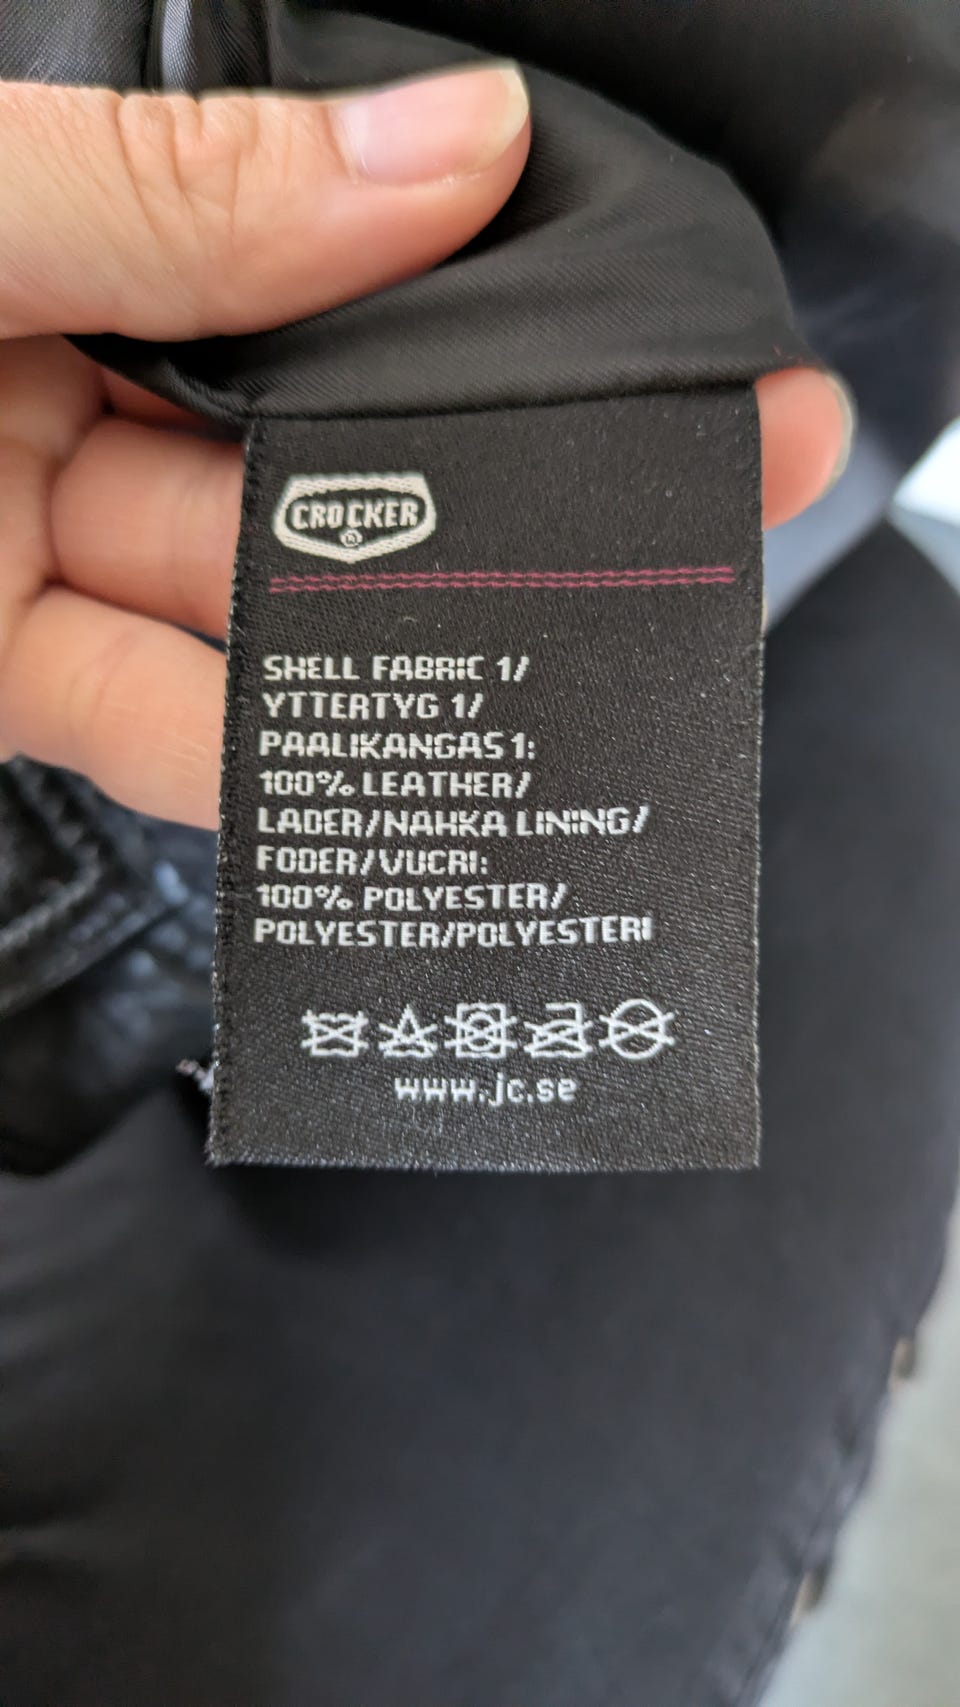 CROCKER
®
SHELL FABRIC 1/
YTTERTYG 1/
PAALIKANGAS 1:
100% LEATHER/
LADER/NAHKA LINING/
FODER/VUCRI:
100% POLYESTER/
POLYESTER/POLYESTERI
www.jc.se